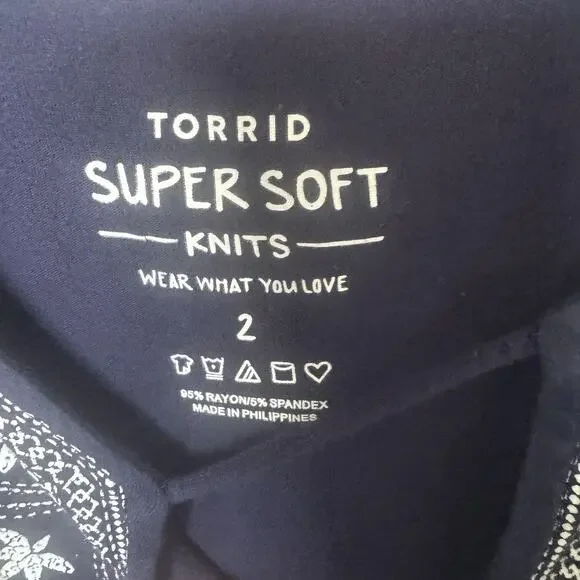 TORRID
SUPER SOFT
KNITS
WEAR WHAT YOU LOVE
2
95% RAYON/5% SPANDEX
MADE IN PHILIPPINES